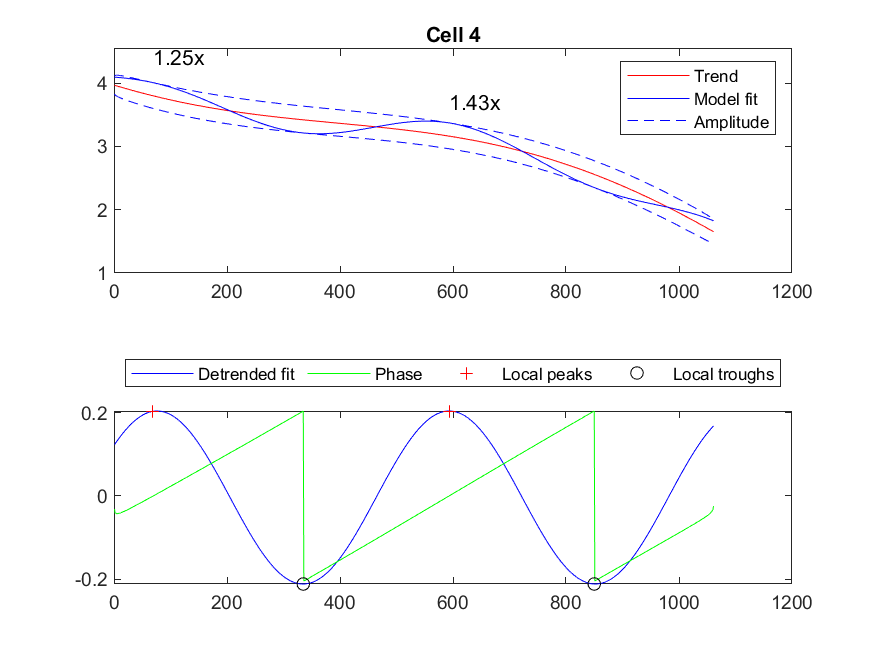 Cell 4
1.25x
1.43x
Trend
Model fit
Amplitude
4
3
2
1
0 200 400 600 800 1000 1200
Detrended fit Phase Local peaks Local troughs
0.2
0
-0.2
0 200 400 600 800 1000 1200